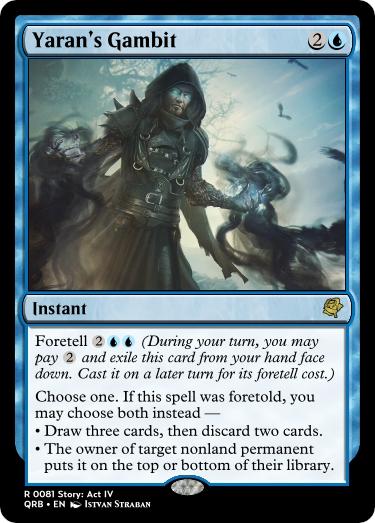 Yaran's Gambit 2
Instant
Foretell 2 (During your turn, you may
pay 2 and exile this card from your hand face
down. Cast it on a later turn for its foretell cost.)
Choose one. If this spell was foretold, you
may choose both instead —
• Draw three cards, then discard two cards.
• The owner of target nonland permanent
puts it on the top or bottom of their library.
R 0081 Story: Act IV
QRB • EN Istvan Straban